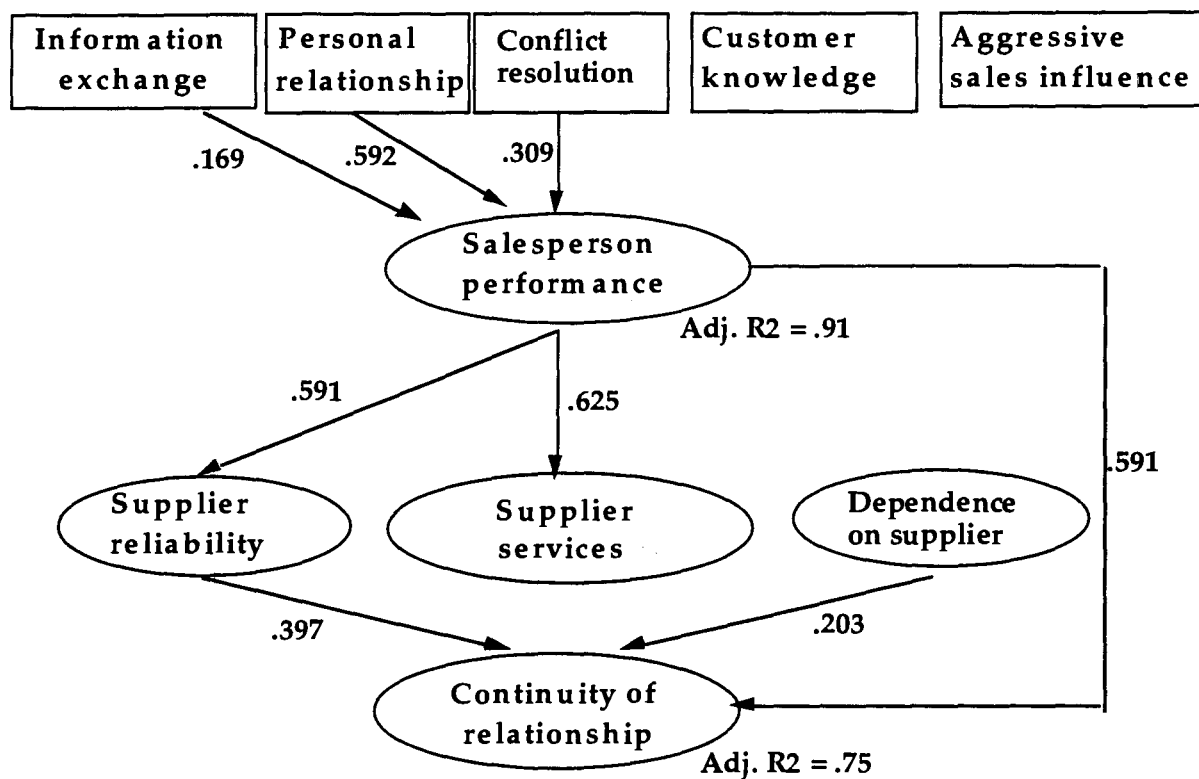 Information
exchange
Personal
relationship
Conflict
resolution
Customer
knowledge
Aggressive
sales influence
.169
.592
.309
Salesperson
performance
Adj. R2 = .91
.591
.625
.591
Supplier
reliability
Supplier
services
Dependence
on supplier
.397
.203
Continuity of
relationship
Adj. R2 = .75